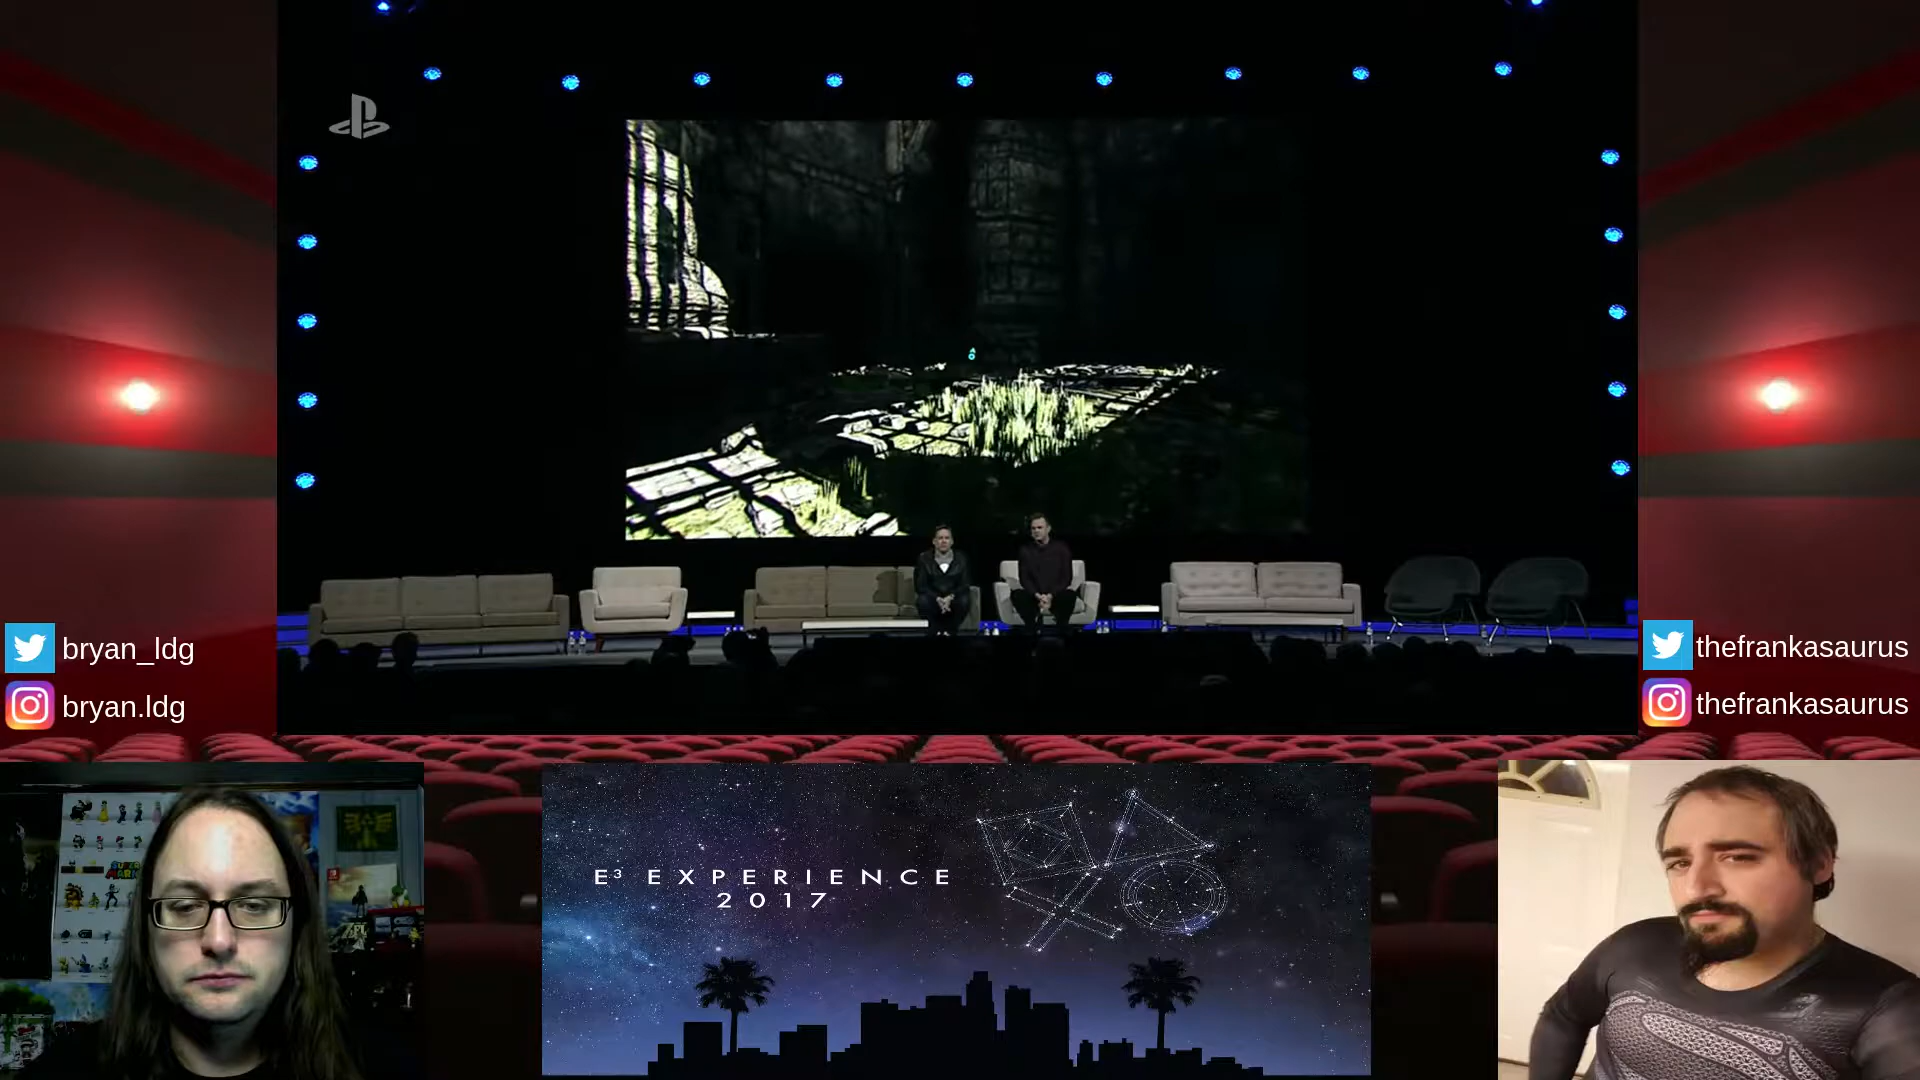 bryan_ldg
bryan.ldg
thefrankasaurus
thefrankasaurus
E³ EXPERIENCE
2017